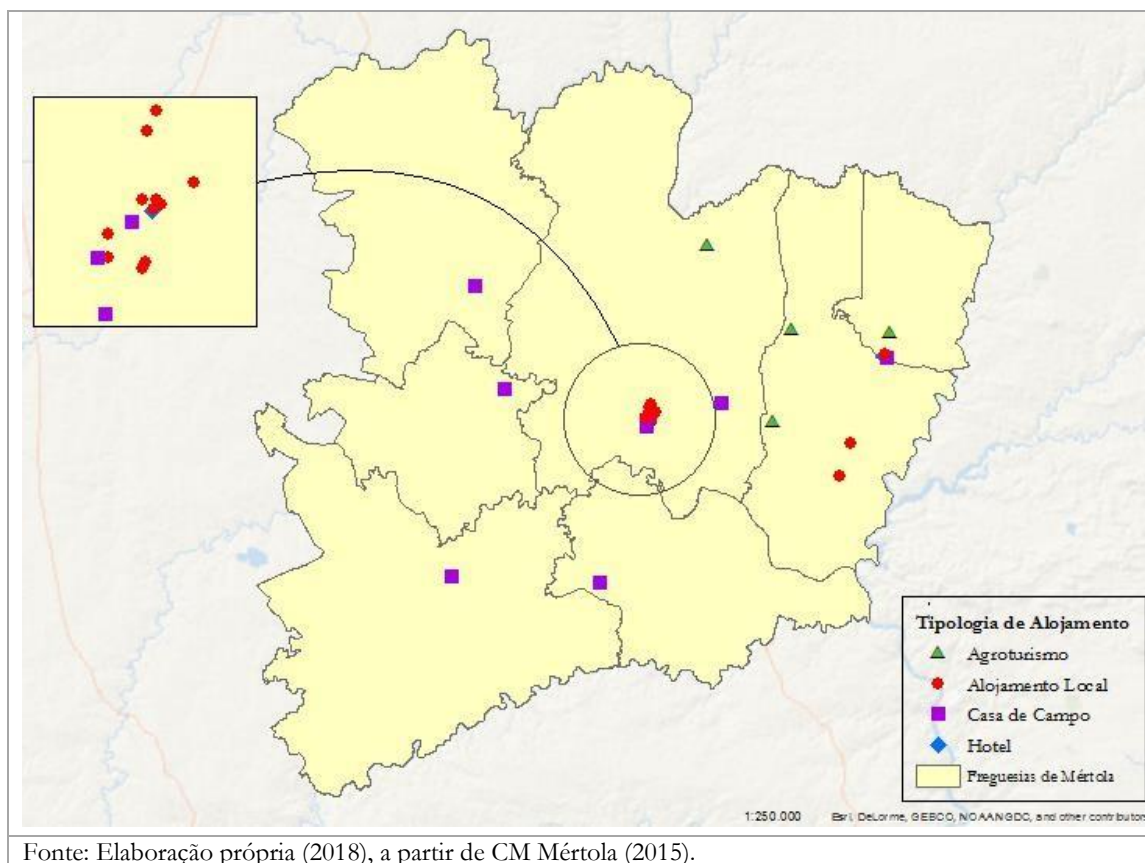 Tipologia de Alojamento
Agroturismo
Alojamento Local
Casa de Campo
Hotel
Freguesias de Mértola
1:250.000
Esri, DeLorme, GEBCO, NOAA NGDC, and other contributors
Fonte: Elaboração própria (2018), a partir de CM Mértola (2015).